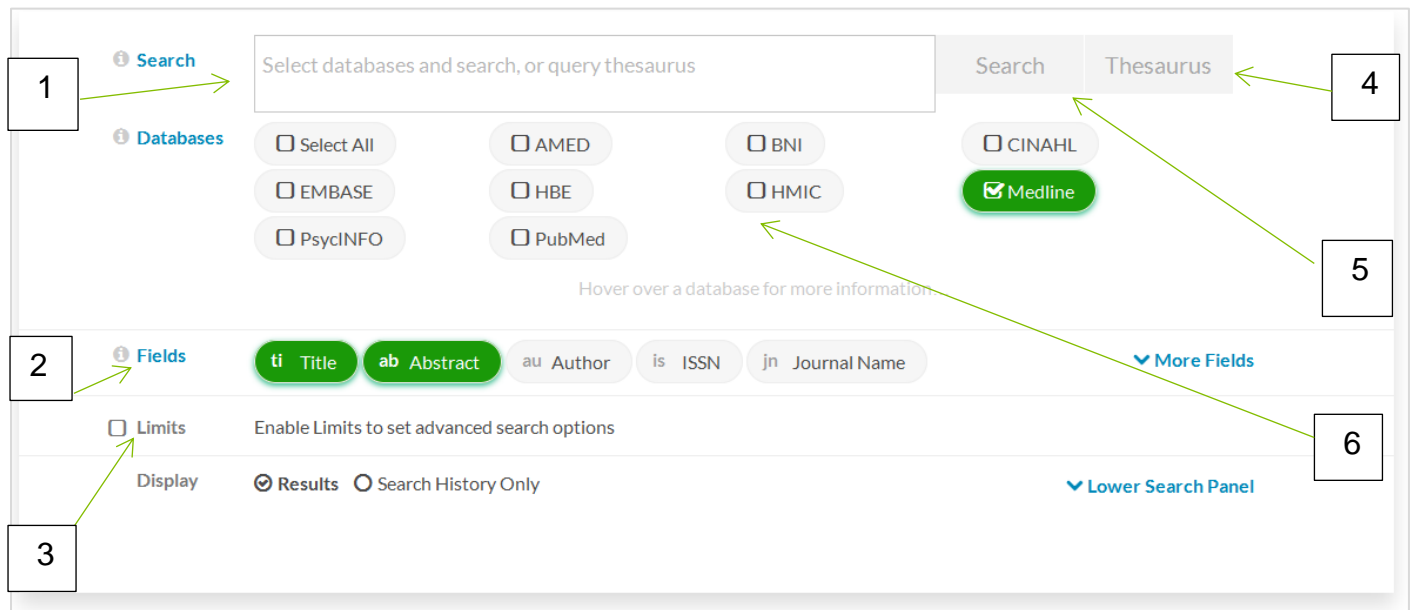 Search
Select databases and search, or query thesaurus
Search
Thesaurus
1
4
Databases
Select All
AMED
BNI
CINAHL
EMBASE
HBE
HMIC
Medline
PsycINFO
PubMed
5
Hover over a database for more information...
2
Fields
ti Title
ab Abstract
au Author
is ISSN
jn Journal Name
More Fields
Limits
Enable Limits to set advanced search options
6
Display
Results
Search History Only
Lower Search Panel
3